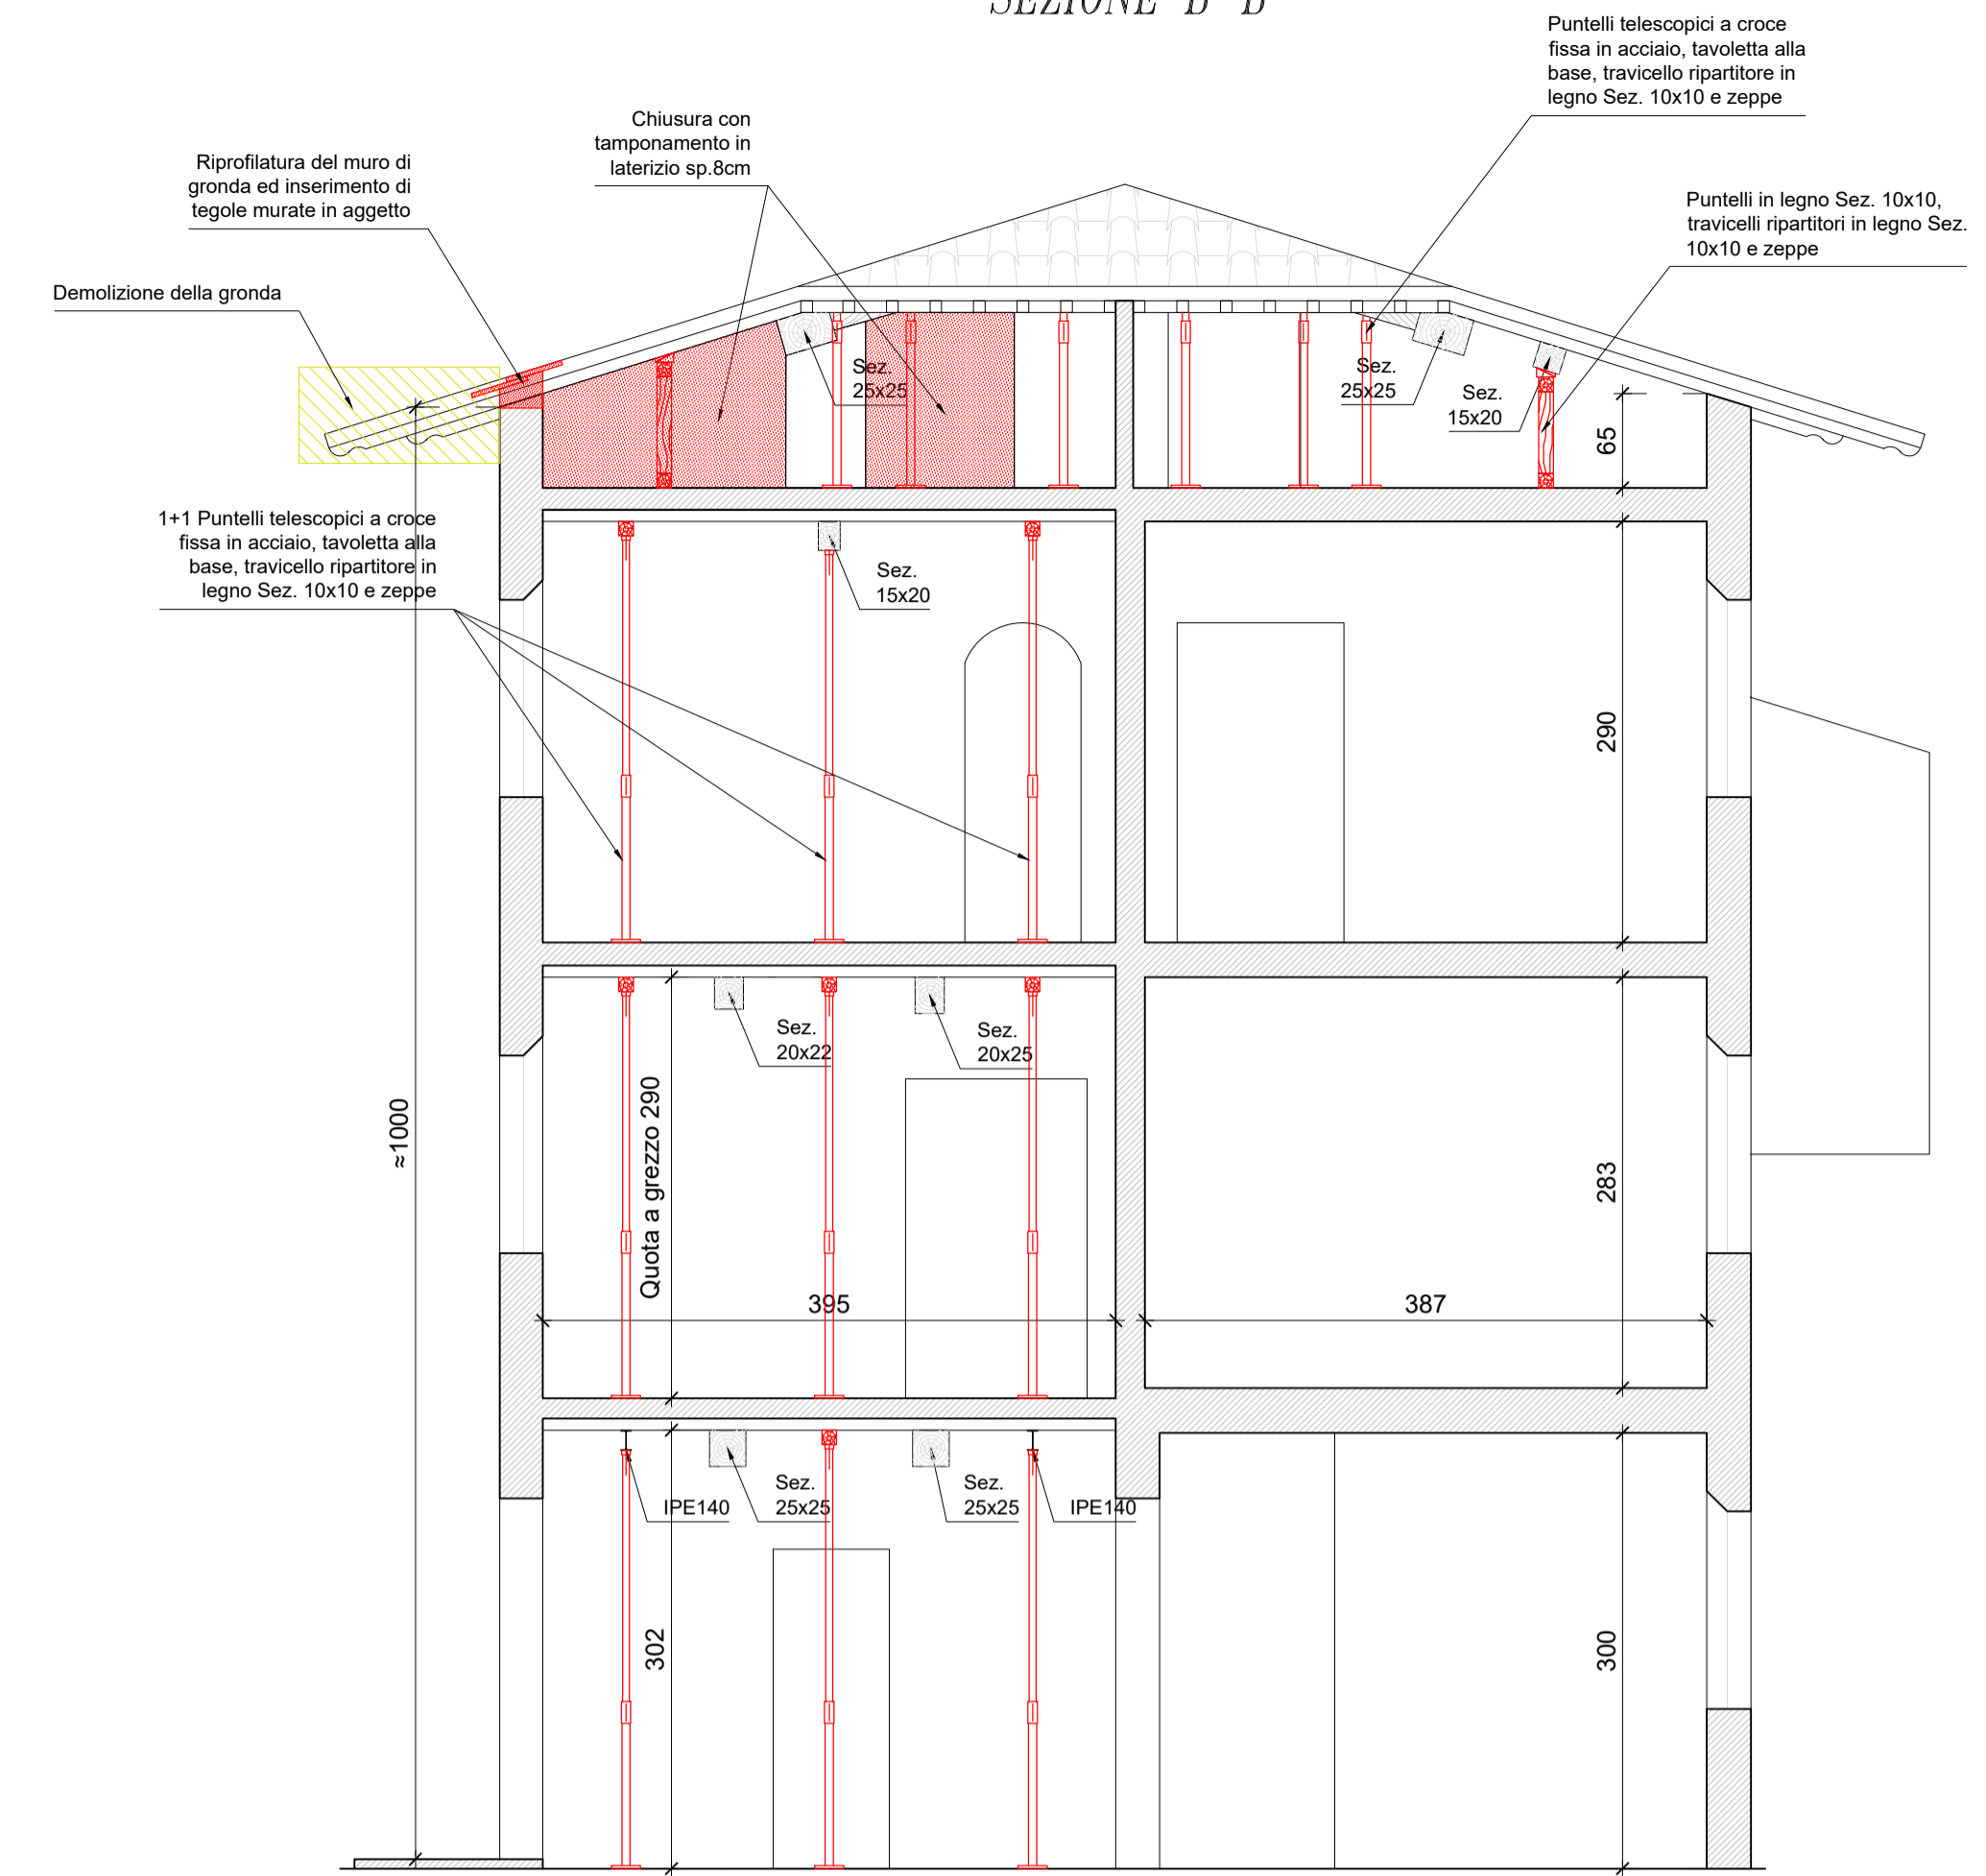 SEZIONE B-B
Puntelli telescopici a croce
fissa in acciaio, tavoletta alla
base, travicello ripartitore in
legno Sez. 10x10 e zeppe
Chiusura con
tamponamento in
laterizio sp.8cm
Riprofilatura del muro di
gronda ed inserimento di
tegole murate in aggetto
Puntelli in legno Sez. 10x10,
travicelli ripartitori in legno Sez.
10x10 e zeppe
Demolizione della gronda
Sez.
25x25
Sez.
25x25
Sez.
15x20
65
1+1 Puntelli telescopici a croce
fissa in acciaio, tavoletta alla
base, travicello ripartitore in
legno Sez. 10x10 e zeppe
Sez.
15x20
290
Sez.
20x22
Sez.
20x25
≈1000
Quota a grezzo 290
283
395
387
IPE140
Sez.
25x25
Sez.
25x25
IPE140
302
300